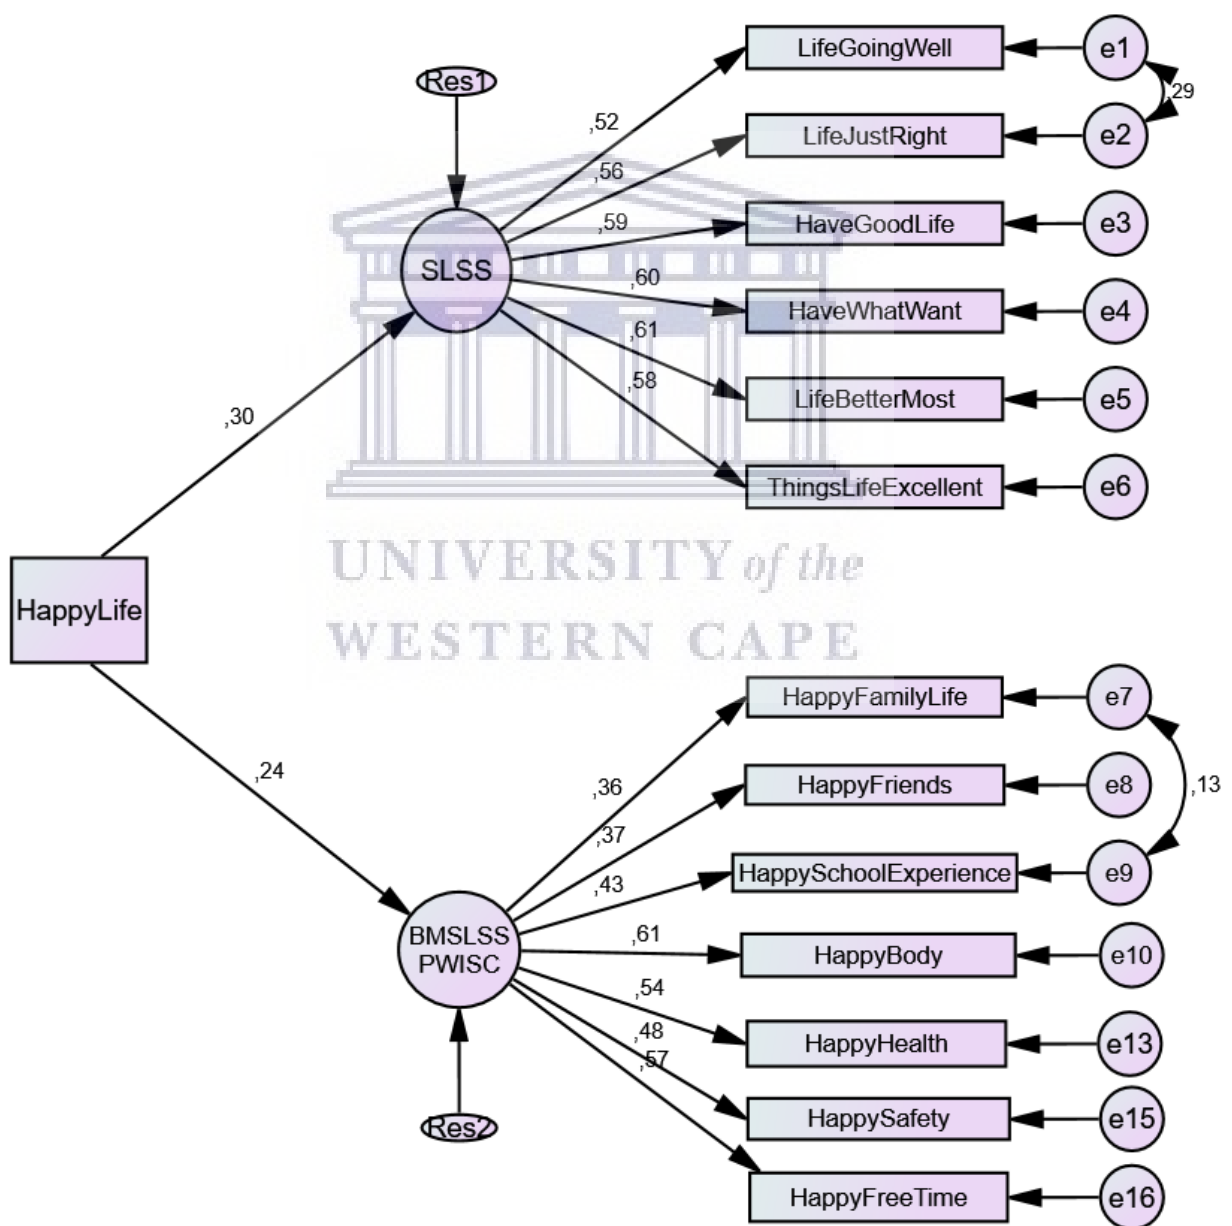 LifeGoingWell
e1
Res1
,29
,52
LifeJustRight
e2
,56
HaveGoodLife
e3
,59
SLSS
,60
HaveWhatWant
e4
,61
,58
LifeBetterMost
e5
,30
ThingsLifeExcellent
e6
UNIVERSITY of the
HappyLife
WESTERN CAPE
HappyFamilyLife
e7
,24
,36
HappyFriends
e8
,13
,37
HappySchoolExperience
e9
,43
BMSLSS
PWISC
,61
HappyBody
e10
,54
,48
,57
HappyHealth
e13
Res2
HappySafety
e15
HappyFreeTime
e16